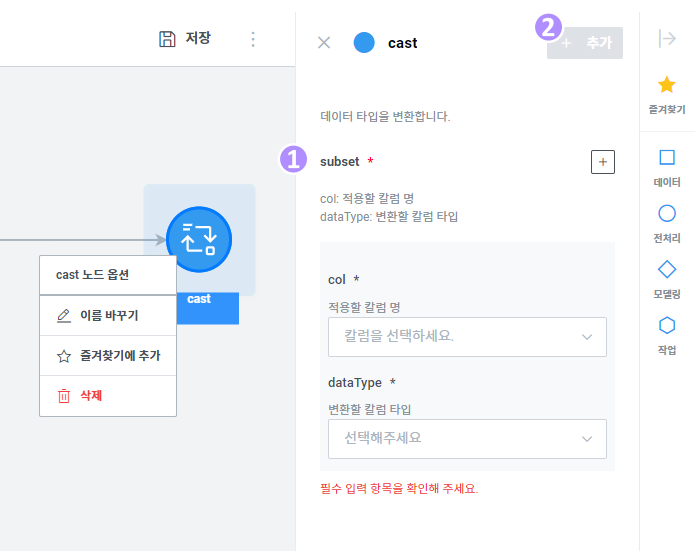 저장
cast
2
추가
즐겨찾기
데이터 타입을 변환합니다.
1
subset *
col: 적용할 칼럼 명
dataType: 변환할 칼럼 타입
데이터
전처리
모델링
작업
cast
cast 노드 옵션
이름 바꾸기
즐겨찾기에 추가
삭제
col *
적용할 칼럼 명
칼럼을 선택하세요.
dataType *
변환할 칼럼 타입
선택해주세요
필수 입력 항목을 확인해 주세요.